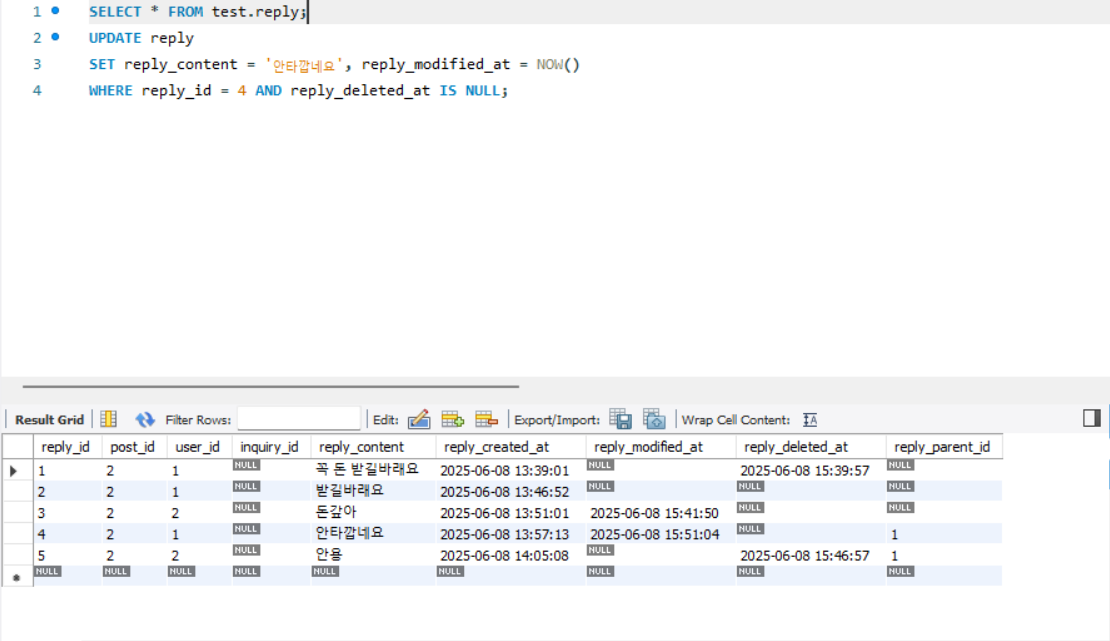 1 SELECT * FROM test.reply;
2 UPDATE reply
3 SET reply_content = '안타깝네요', reply_modified_at = NOW()
4 WHERE reply_id = 4 AND reply_deleted_at IS NULL;
Result Grid Filter Rows: Edit: Export/Import: Wrap Cell Content: IA
reply_id post_id user_id inquiry_id reply_content reply_created_at reply_modified_at reply_deleted_at reply_parent_id
1 2 1 NULL 꼭 돈 받길바래요 2025-06-08 13:39:01 NULL 2025-06-08 15:39:57 NULL
2 2 1 NULL 받길바래요 2025-06-08 13:46:52 NULL NULL NULL
3 2 2 NULL 돈갚아 2025-06-08 13:51:01 2025-06-08 15:41:50 NULL NULL
4 2 1 NULL 안타깝네요 2025-06-08 13:57:13 2025-06-08 15:51:04 NULL 1
5 2 2 NULL 안용 2025-06-08 14:05:08 NULL 2025-06-08 15:46:57 1
NULL NULL NULL NULL NULL NULL NULL NULL NULL